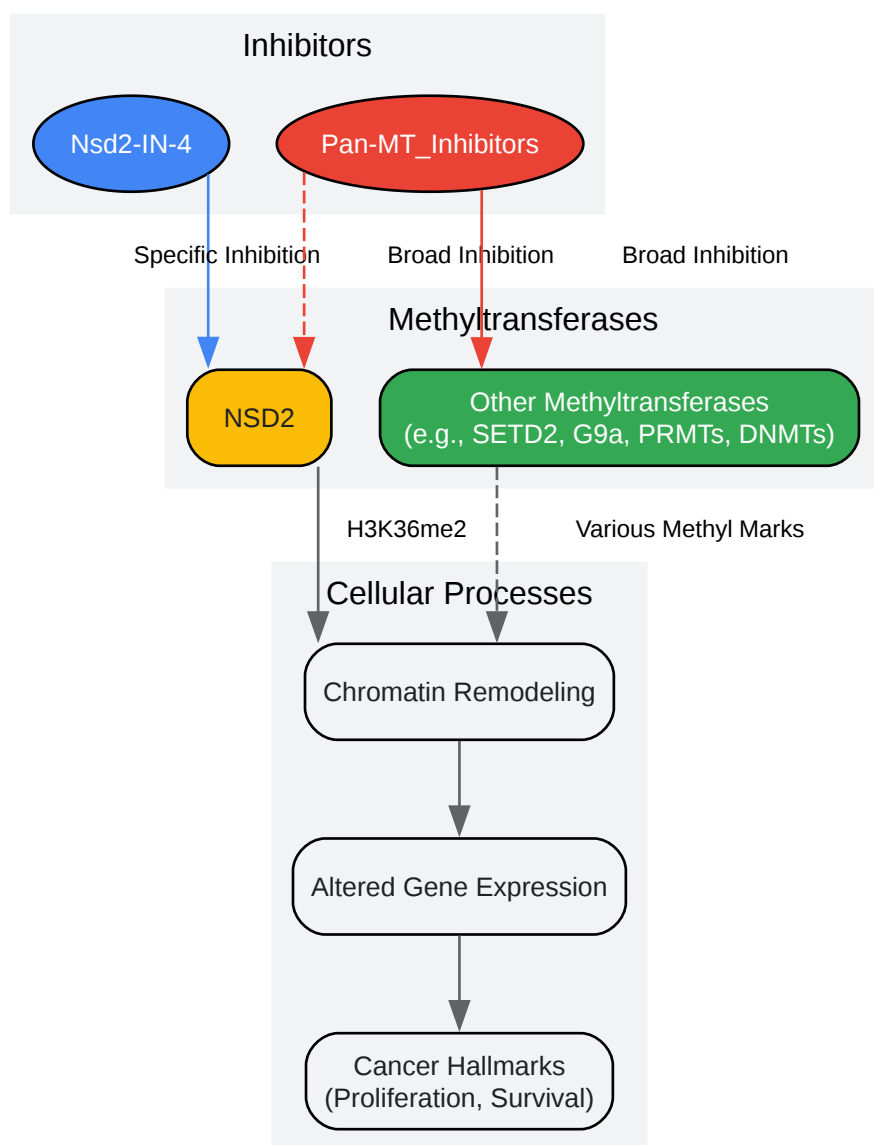 Inhibitors
Nsd2-IN-4
Pan-MT_Inhibitors
Specific Inhibition
Broad Inhibition
Broad Inhibition
Methyltransferases
NSD2
Other Methyltransferases
(e.g., SETD2, G9a, PRMTs, DNMTs)
H3K36me2
Various Methyl Marks
Cellular Processes
Chromatin Remodeling
Altered Gene Expression
Cancer Hallmarks
(Proliferation, Survival)